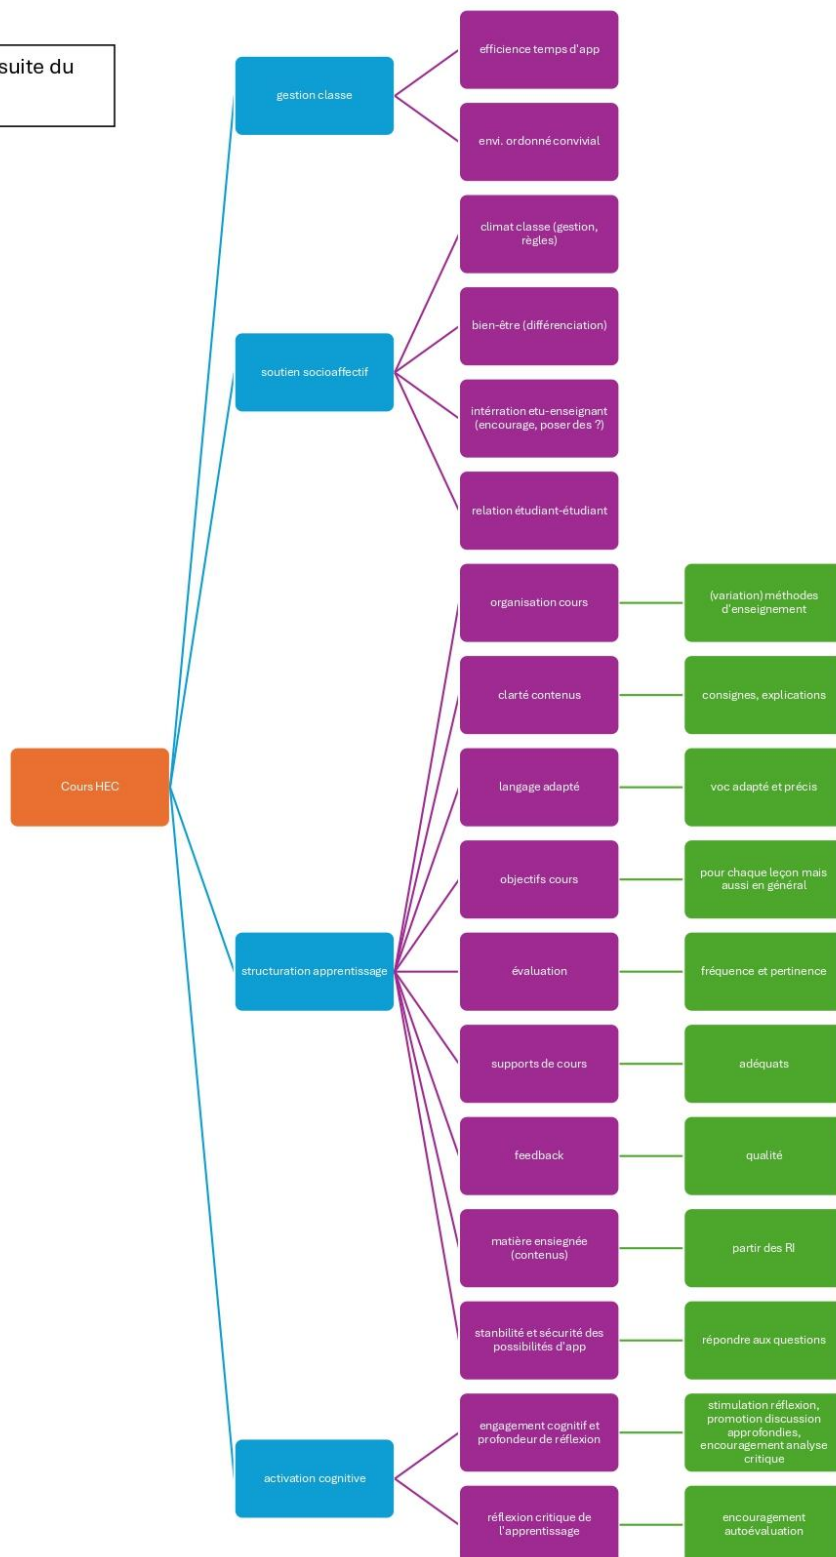 suite du
gestion classe
efficience temps d'app
envi. ordonné convivial
soutien socioaffectif
climat classe (gestion,
règles)
bien-être (différenciation)
intérration etu-enseignant
(encourage, poser des ?)
relation étudiant-étudiant
Cours HEC
structuration apprentissage
organisation cours
(variation) méthodes
d'enseignement
clarté contenus
consignes, explications
langage adapté
voc adapté et précis
objectifs cours
pour chaque leçon mais
aussi en général
évaluation
fréquence et pertinence
supports de cours
adéquats
feedback
qualité
matière ensiegnée
(contenus)
partir des RI
stanbilité et sécurité des
possibilités d'app
répondre aux questions
activation cognitive
engagement cognitif et
profondeur de réflexion
stimulation réflexion,
promotion discussion
approfondies,
encouragement analyse
critique
réflexion critique de
l'apprentissage
encouragement
autoévaluation